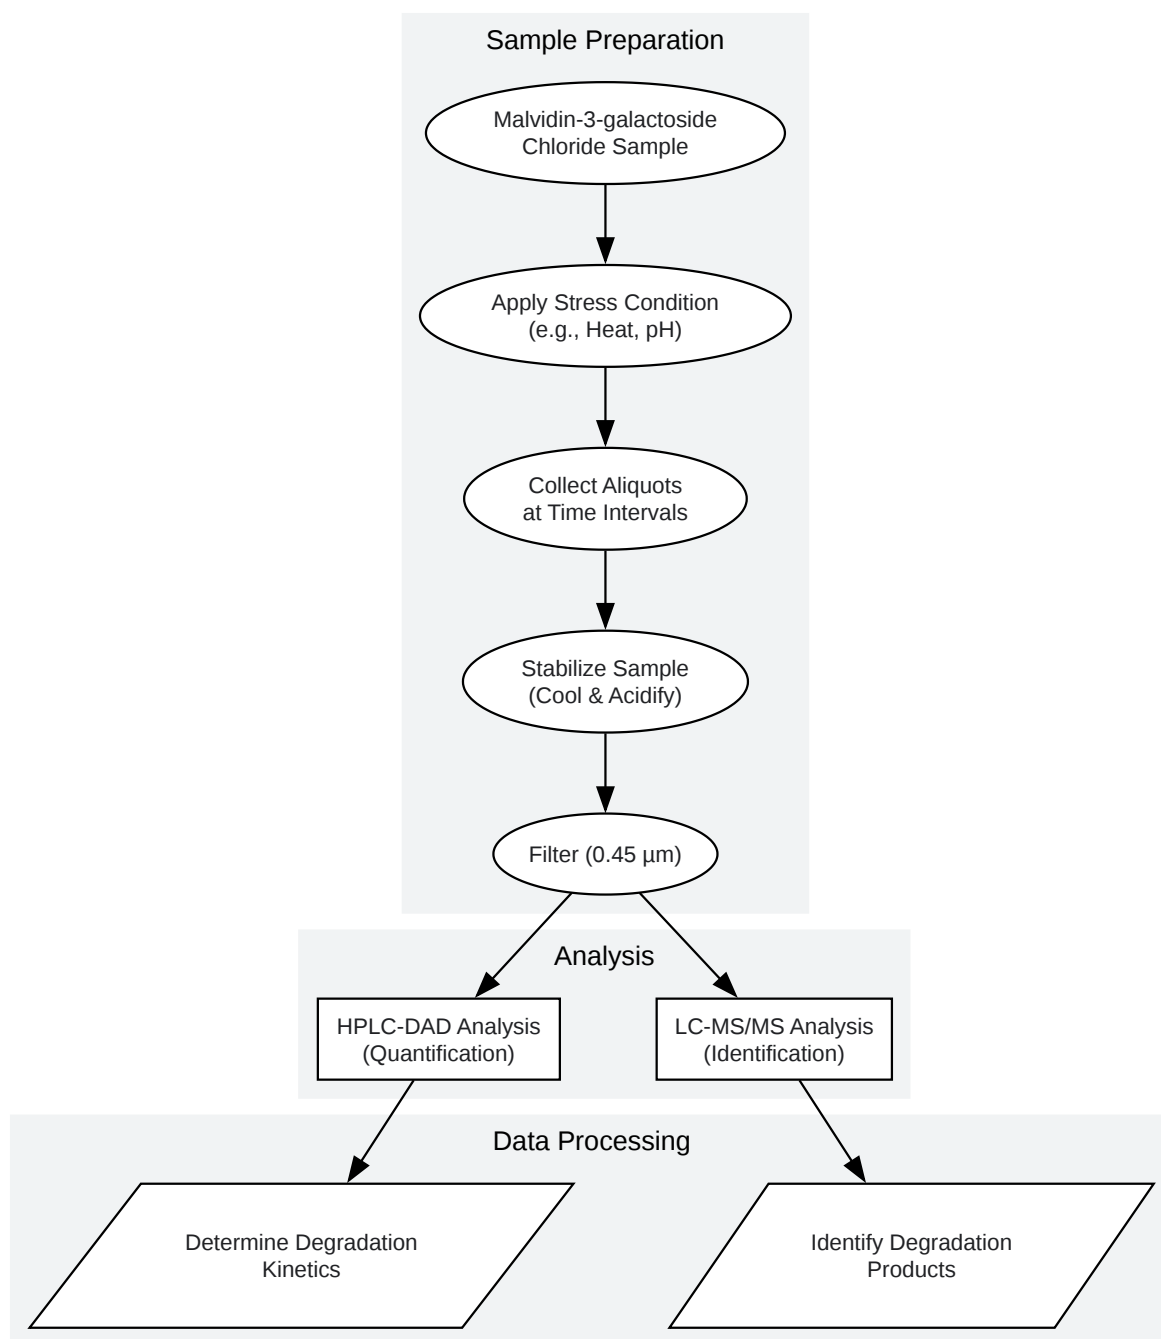 Sample Preparation
Malvidin-3-galactoside
Chloride Sample
Apply Stress Condition
(e.g., Heat, pH)
Collect Aliquots
at Time Intervals
Stabilize Sample
(Cool & Acidify)
Filter (0.45 µm)
Analysis
HPLC-DAD Analysis
(Quantification)
LC-MS/MS Analysis
(Identification)
Data Processing
Determine Degradation
Kinetics
Identify Degradation
Products